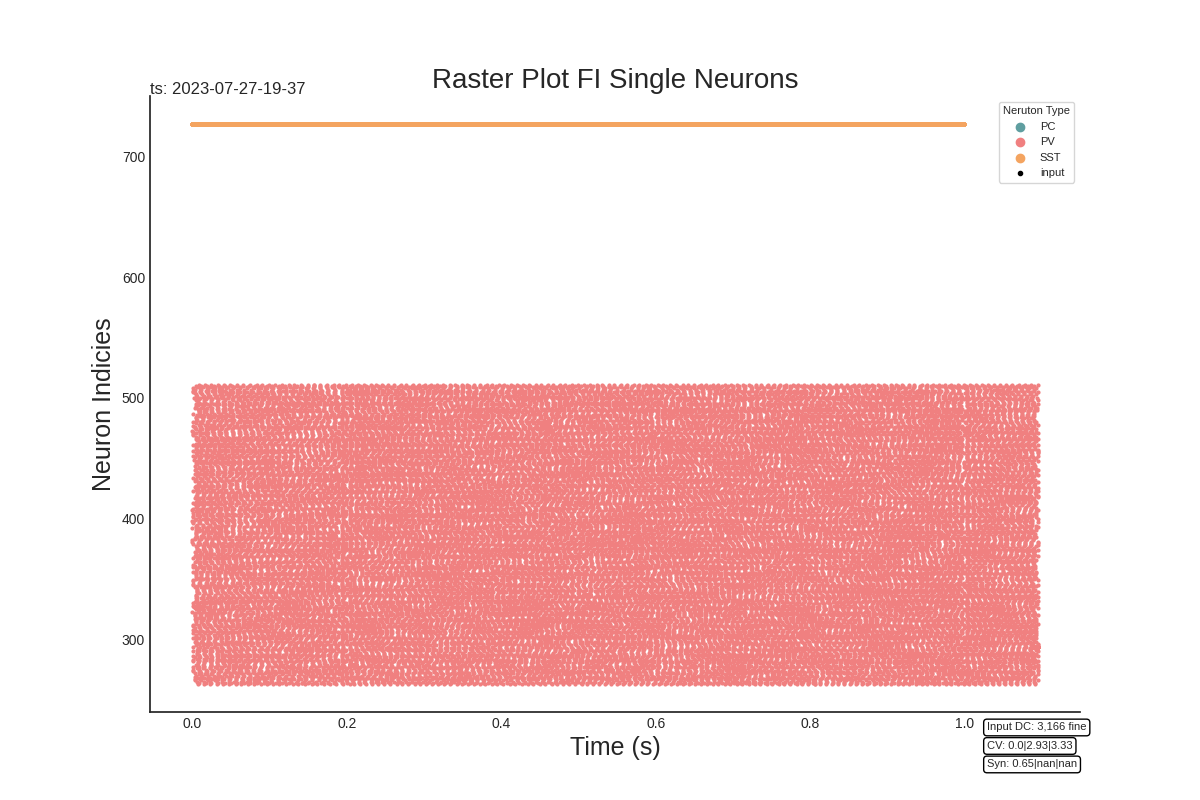 Raster Plot FI Single Neurons
ts: 2023-07-27-19-37
Neruton Type
PC
PV
SST
input
Neuron Indicies
700
600
500
400
300
0.0 0.2 0.4 0.6 0.8 1.0
Time (s)
Input DC: 3,166 fine
CV: 0.0|2.93|3.33
Syn: 0.65|nan|nan